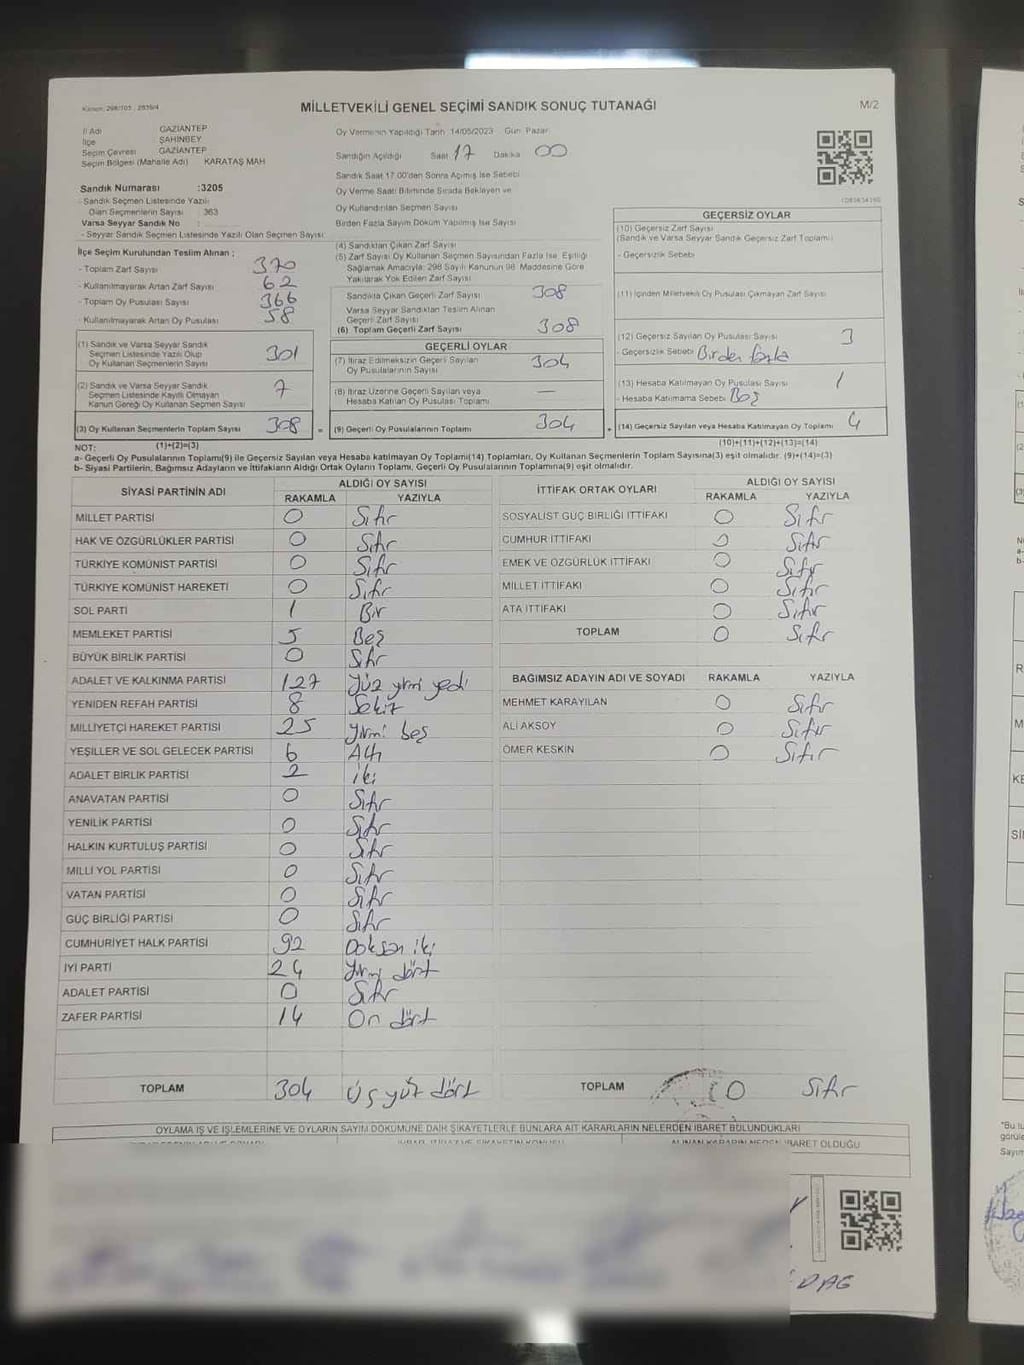 Kanun: 298/105 , 2839/4
MİLLETVEKİLİ GENEL SEÇİMİ SANDIK SONUÇ TUTANAĞI
M/2
İl Adı GAZİANTEP
İlçe ŞAHİNBEY
Seçim Çevresi GAZİANTEP
Seçim Bölgesi (Mahalle Adı) KARATAŞ MAH
Sandık Numarası :3205
- Sandık Seçmen Listesinde Yazılı
Olan Seçmenlerin Sayısı : 363
Varsa Seyyar Sandık No :
- Seyyar Sandık Seçmen Listesinde Yazılı Olan Seçmen Sayısı :
Oy Vermenin Yapıldığı Tarih 14/05/2023 Gün Pazar
Sandığın Açıldığı Saat 17 Dakika 00
Sandık Saat 17:00'den Sonra Açılmış İse Sebebi
Oy Verme Saati Bitiminde Sırada Bekleyen ve
Oy Kullandırılan Seçmen Sayısı
Birden Fazla Sayım Döküm Yapılmış İse Sayısı
İlçe Seçim Kurulundan Teslim Alınan ;
- Toplam Zarf Sayısı 370
- Kullanılmayarak Artan Zarf Sayısı 62
- Toplam Oy Pusulası Sayısı 366
- Kullanılmayarak Artan Oy Pusulası 58
(1) Sandık ve Varsa Seyyar Sandık
Seçmen Listesinde Yazılı Olup
Oy Kullanan Seçmenlerin Sayısı 301
(2) Sandık ve Varsa Seyyar Sandık
Seçmen Listesinde Kayıtlı Olmayan
Kanun Gereği Oy Kullanan Seçmen Sayısı 7
(3) Oy Kullanan Seçmenlerin Toplam Sayısı 308 =
(4) Sandıktan Çıkan Zarf Sayısı
(5) Zarf Sayısı Oy Kullanan Seçmen Sayısından Fazla İse, Eşitliği
Sağlamak Amacıyla; 298 Sayılı Kanunun 98. Maddesine Göre
Yakılarak Yok Edilen Zarf Sayısı
Sandıkta Çıkan Geçerli Zarf Sayısı 308
Varsa Seyyar Sandıktan Teslim Alınan
Geçerli Zarf Sayısı
(6) Toplam Geçerli Zarf Sayısı 308
GEÇERLİ OYLAR
(7) İtiraz Edilmeksizin Geçerli Sayılan
Oy Pusulalarının Sayısı 304
(8) İtiraz Üzerine Geçerli Sayılan veya
Hesaba Katılan Oy Pusulası Toplamı —
(9) Geçerli Oy Pusulalarının Toplamı 304 +
GEÇERSİZ OYLAR
(10) Geçersiz Zarf Sayısı
(Sandık ve Varsa Seyyar Sandık Geçersiz Zarf Toplamı)
- Geçersizlik Sebebi
(11) İçinden Milletvekili Oy Pusulası Çıkmayan Zarf Sayısı
(12) Geçersiz Sayılan Oy Pusulası Sayısı 3
- Geçersizlik Sebebi Birden fazla
(13) Hesaba Katılmayan Oy Pusulası Sayısı 1
- Hesaba Katılmama Sebebi Boş
(14) Geçersiz Sayılan veya Hesaba Katılmayan Oy Toplamı 4
NOT: (1)+(2)=(3) (10)+(11)+(12)+(13)=(14)
a- Geçerli Oy Pusulalarının Toplamı(9) ile Geçersiz Sayılan veya Hesaba Katılmayan Oy Toplamı(14) Toplamları, Oy Kullanan Seçmenlerin Toplam Sayısına(3) eşit olmalıdır. (9)+(14)=(3)
b- Siyasi Partilerin, Bağımsız Adayların ve İttifakların Aldığı Ortak Oyların Toplamı, Geçerli Oy Pusulalarının Toplamına(9) eşit olmalıdır.
SİYASİ PARTİNİN ADI ALDIĞI OY SAYISI
RAKAMLA YAZIYLA
MİLLET PARTİSİ 0 Sıfır
HAK VE ÖZGÜRLÜKLER PARTİSİ 0 Sıfır
TÜRKİYE KOMÜNİST PARTİSİ 0 Sıfır
TÜRKİYE KOMÜNİST HAREKETİ 0 Sıfır
SOL PARTİ 1 Bir
MEMLEKET PARTİSİ 5 Beş
BÜYÜK BİRLİK PARTİSİ 0 Sıfır
ADALET VE KALKINMA PARTİSİ 127 Yüz yirmi yedi
YENİDEN REFAH PARTİSİ 8 Sekiz
MİLLİYETÇİ HAREKET PARTİSİ 25 Yirmi beş
YEŞİLLER VE SOL GELECEK PARTİSİ 6 Altı
ADALET BİRLİK PARTİSİ 2 iki
ANAVATAN PARTİSİ 0 Sıfır
YENİLİK PARTİSİ 0 Sıfır
HALKIN KURTULUŞ PARTİSİ 0 Sıfır
MİLLİ YOL PARTİSİ 0 Sıfır
VATAN PARTİSİ 0 Sıfır
GÜÇ BİRLİĞİ PARTİSİ 0 Sıfır
CUMHURİYET HALK PARTİSİ 92 Doksan iki
İYİ PARTİ 24 Yirmi dört
ADALET PARTİSİ 0 Sıfır
ZAFER PARTİSİ 14 On dört
TOPLAM 304 Üç yüz dört
İTTİFAK ORTAK OYLARI ALDIĞI OY SAYISI
RAKAMLA YAZIYLA
SOSYALİST GÜÇ BİRLİĞİ İTTİFAKI 0 Sıfır
CUMHUR İTTİFAKI 0 Sıfır
EMEK VE ÖZGÜRLÜK İTTİFAKI 0 Sıfır
MİLLET İTTİFAKI 0 Sıfır
ATA İTTİFAKI 0 Sıfır
TOPLAM 0 Sıfır
BAĞIMSIZ ADAYIN ADI VE SOYADI RAKAMLA YAZIYLA
MEHMET KARAYILAN 0 Sıfır
ALİ AKSOY 0 Sıfır
ÖMER KESKİN 0 Sıfır
TOPLAM 0 Sıfır
OYLAMA İŞ VE İŞLEMLERİNE VE OYLARIN SAYIM DÖKÜMÜNE DAİR ŞİKAYETLERLE BUNLARA AİT KARARLARIN NELERDEN İBARET BULUNDUKLARI
ALINAN KARARIN NEDEN İBARET OLDUĞU
DAG